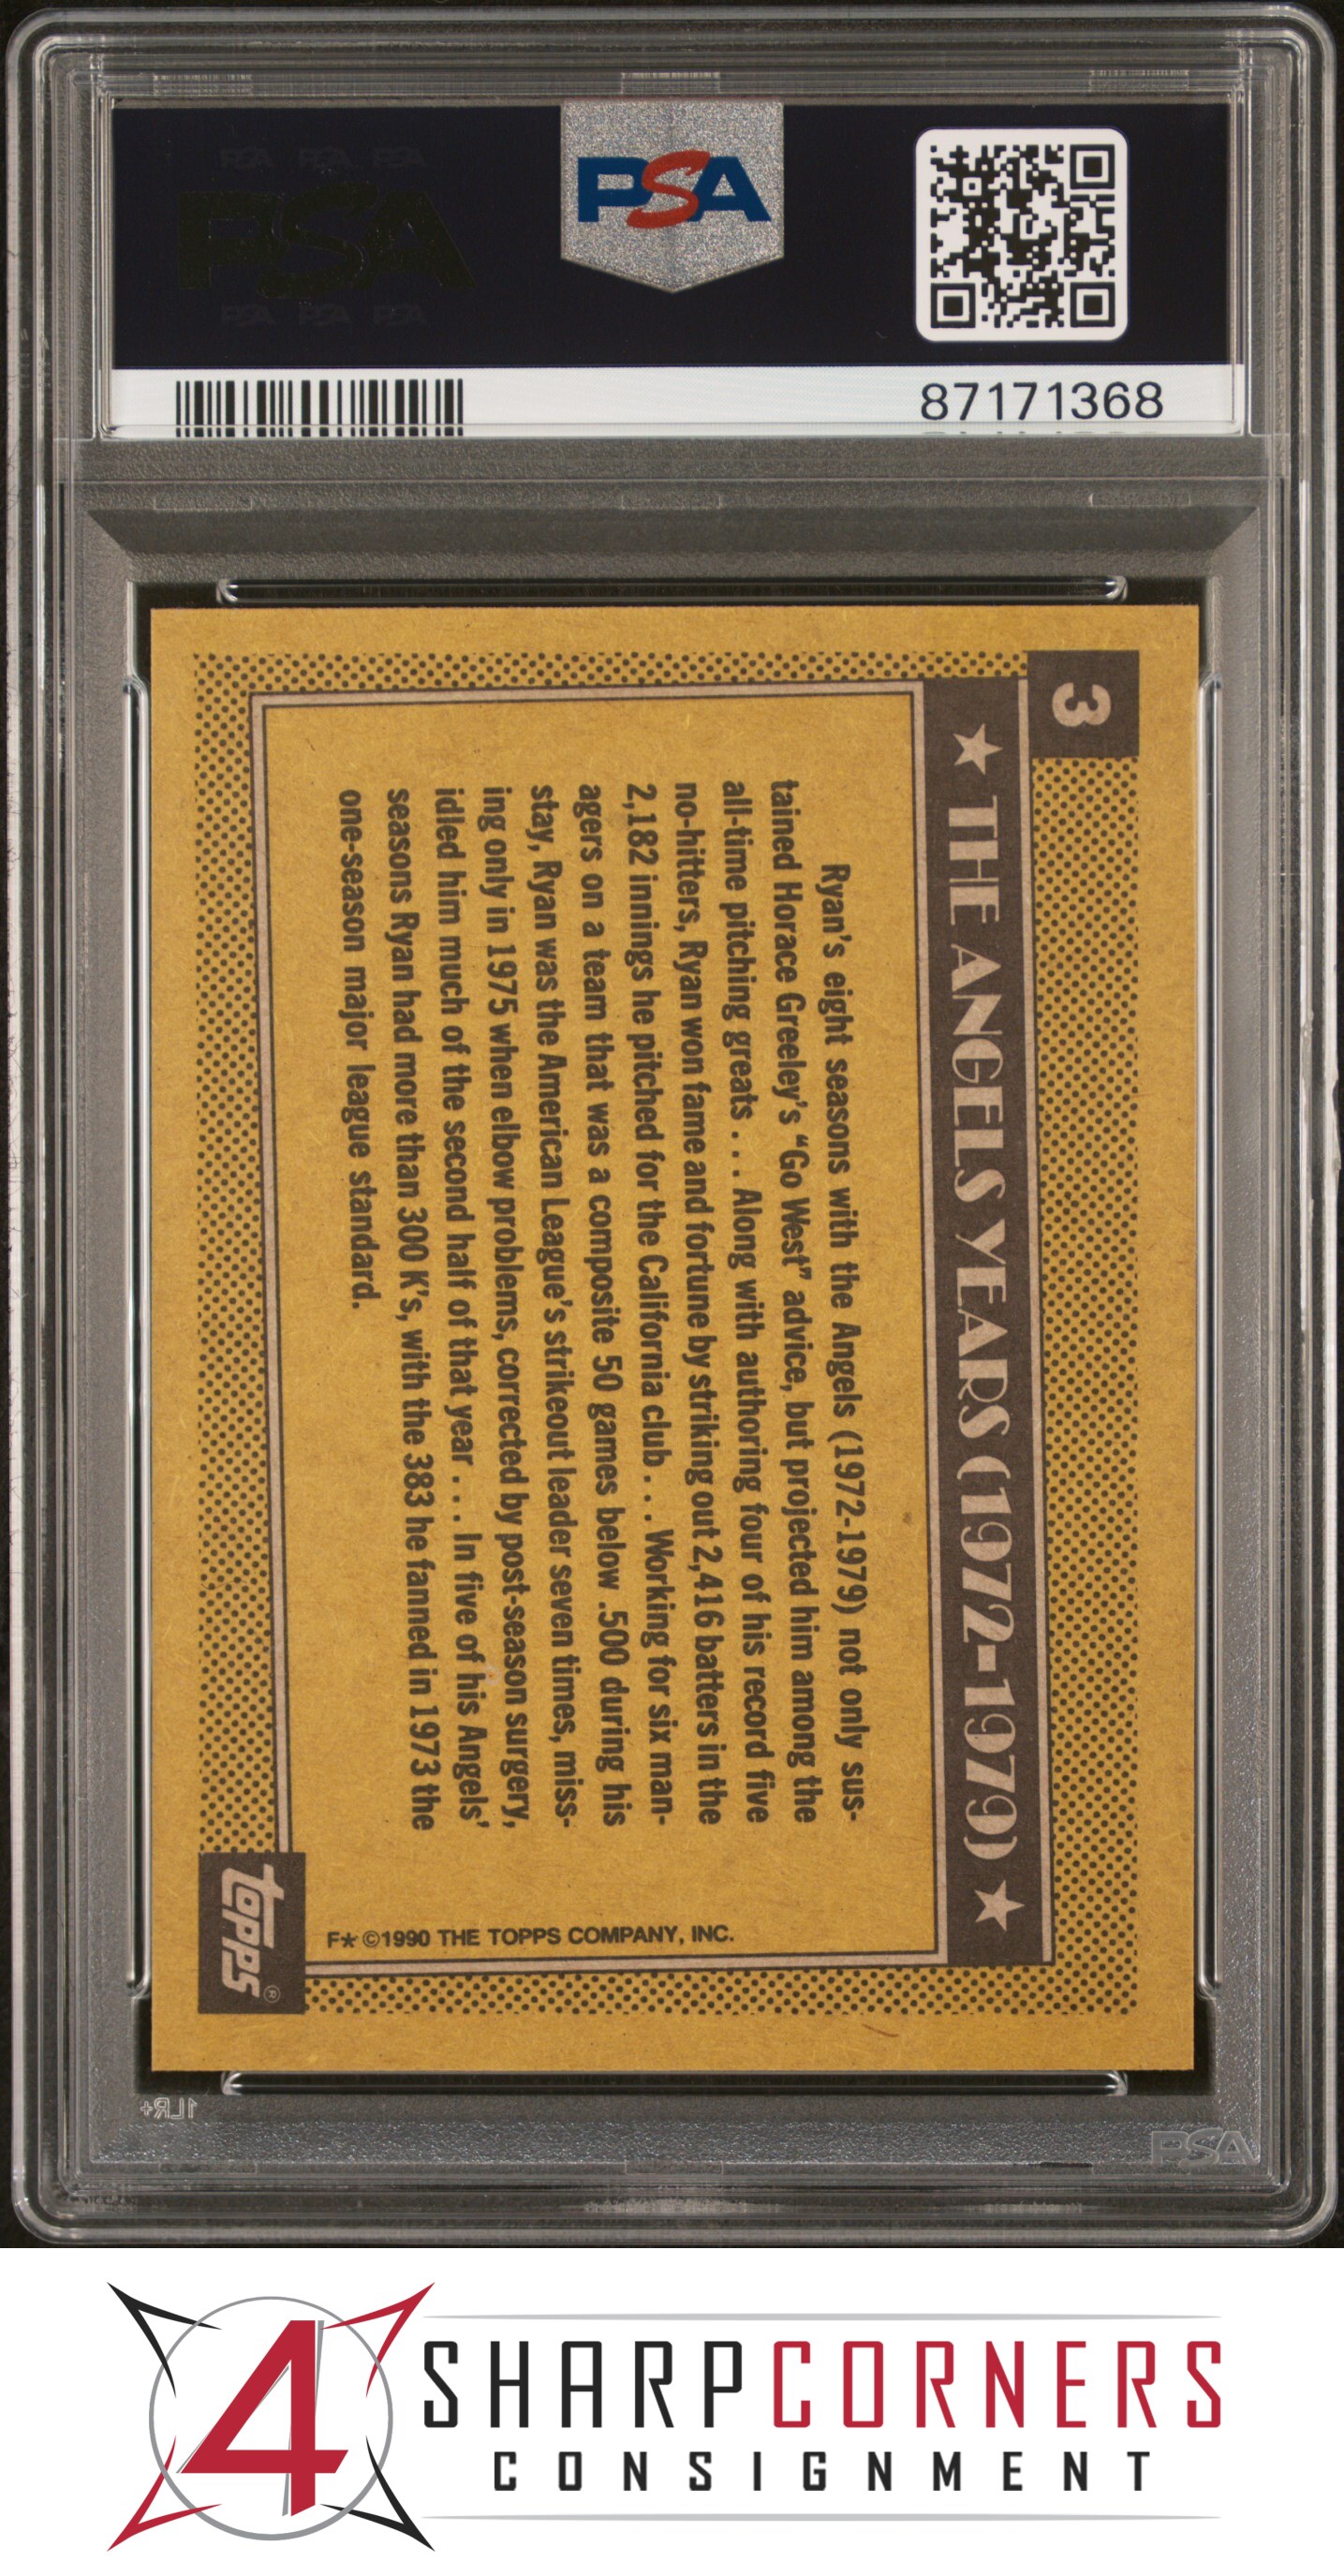 PSA PSA PSA
PSA
PSA PSA PSA
PSA
87171368
3
★ THE ANGELS YEARS (1972-1979) ★
Ryan's eight seasons with the Angels (1972-1979) not only sus-
tained Horace Greeley's "Go West" advice, but projected him among the
all-time pitching greats . . . Along with authoring four of his record five
no-hitters, Ryan won fame and fortune by striking out 2,416 batters in the
2,182 innings he pitched for the California club . . . Working for six man-
agers on a team that was a composite 50 games below .500 during his
stay, Ryan was the American League's strikeout leader seven times, miss-
ing only in 1975 when elbow problems, corrected by post-season surgery,
idled him much of the second half of that year . . . In five of his Angels'
seasons Ryan had more than 300 K's, with the 383 he fanned in 1973 the
one-season major league standard.
F*©1990 THE TOPPS COMPANY, INC.
topps®
1LR+
PSA
4
SHARPCORNERS
CONSIGNMENT